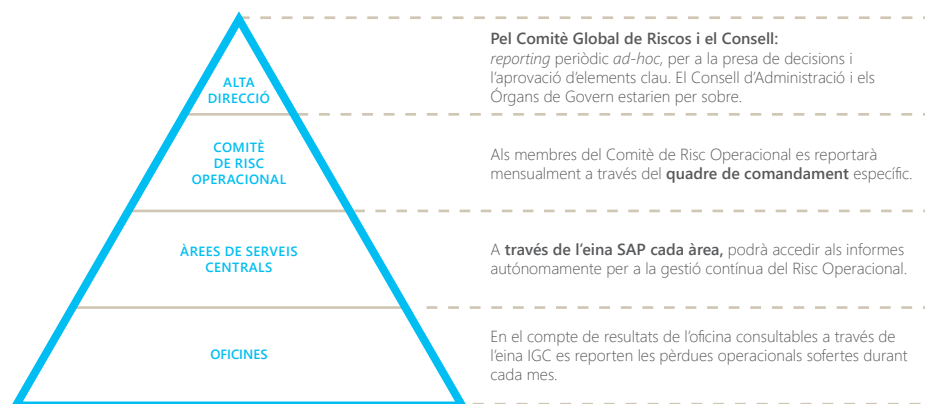 ALTA
DIRECCIÓ
Pel Comitè Global de Riscos i el Consell:
reporting periòdic ad-hoc, per a la presa de decisions i
l'aprovació d'elements clau. El Consell d'Administració i els
Órgans de Govern estarien per sobre.
COMITÈ
DE RISC
OPERACIONAL
Als membres del Comitè de Risc Operacional es reportarà
mensualment a través del quadre de comandament específic.
ÀREES DE SERVEIS
CENTRALS
A través de l'eina SAP cada àrea, podrà accedir als informes
autónomament per a la gestió contínua del Risc Operacional.
OFICINES
En el compte de resultats de l'oficina consultables a través de
l'eina IGC es reporten les pèrdues operacionals sofertes durant
cada mes.